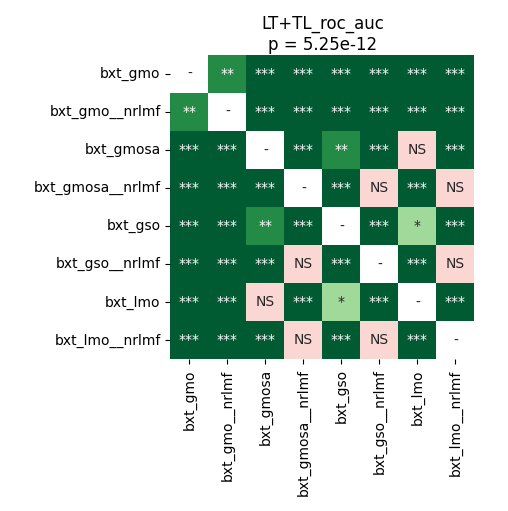 LT+TL_roc_auc
p = 5.25e-12
bxt_gmo - ** *** *** *** *** *** ***
bxt_gmo__nrlmf ** - *** *** *** *** *** ***
bxt_gmosa *** *** - *** ** *** NS ***
bxt_gmosa__nrlmf *** *** *** - *** NS *** NS
bxt_gso *** *** ** *** - *** * ***
bxt_gso__nrlmf *** *** *** NS *** - *** NS
bxt_lmo *** *** NS *** * *** - ***
bxt_lmo__nrlmf *** *** *** NS *** NS *** -
bxt_gmo
bxt_gmo__nrlmf
bxt_gmosa
bxt_gmosa__nrlmf
bxt_gso
bxt_gso__nrlmf
bxt_lmo
bxt_lmo__nrlmf